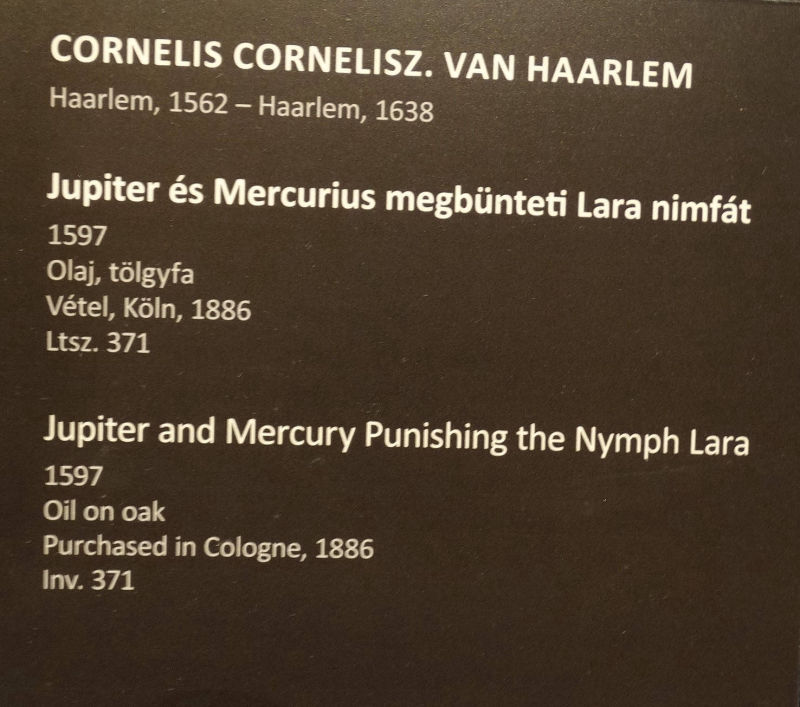 CORNELIS CORNELISZ. VAN HAARLEM
Haarlem, 1562 – Haarlem, 1638
Jupiter és Mercurius megbünteti Lara nimfát
1597
Olaj, tölgyfa
Vétel, Köln, 1886
Ltsz. 371
Jupiter and Mercury Punishing the Nymph Lara
1597
Oil on oak
Purchased in Cologne, 1886
Inv. 371